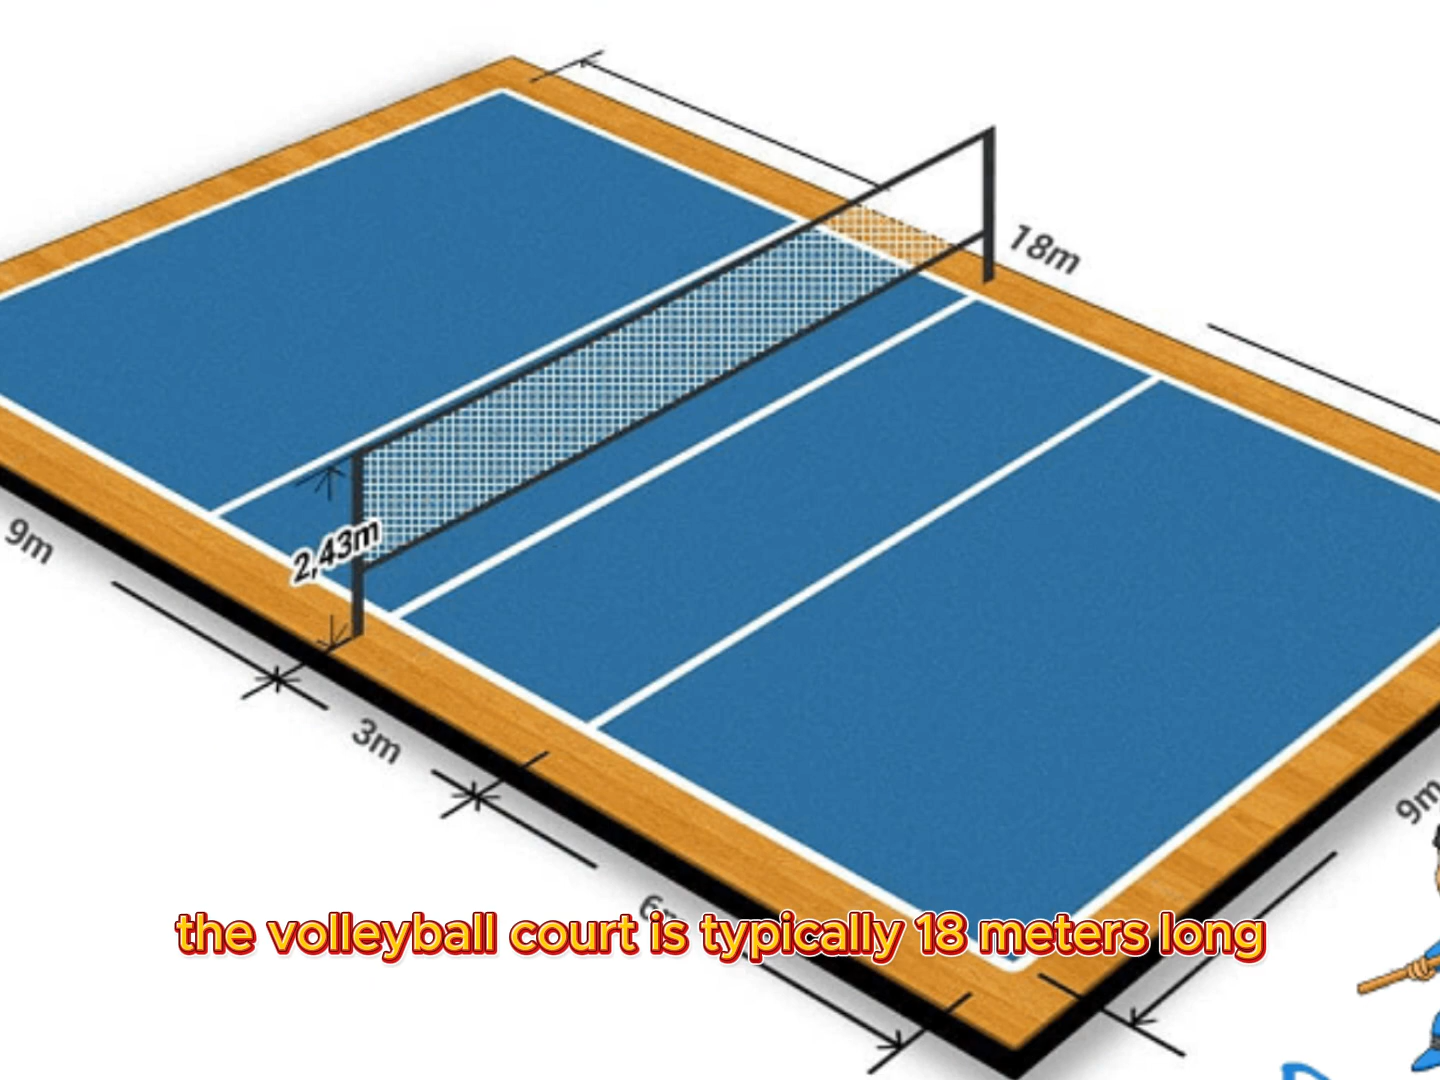 18m
2,43m
9m
3m
9m
the volleyball court is typically 18 meters long